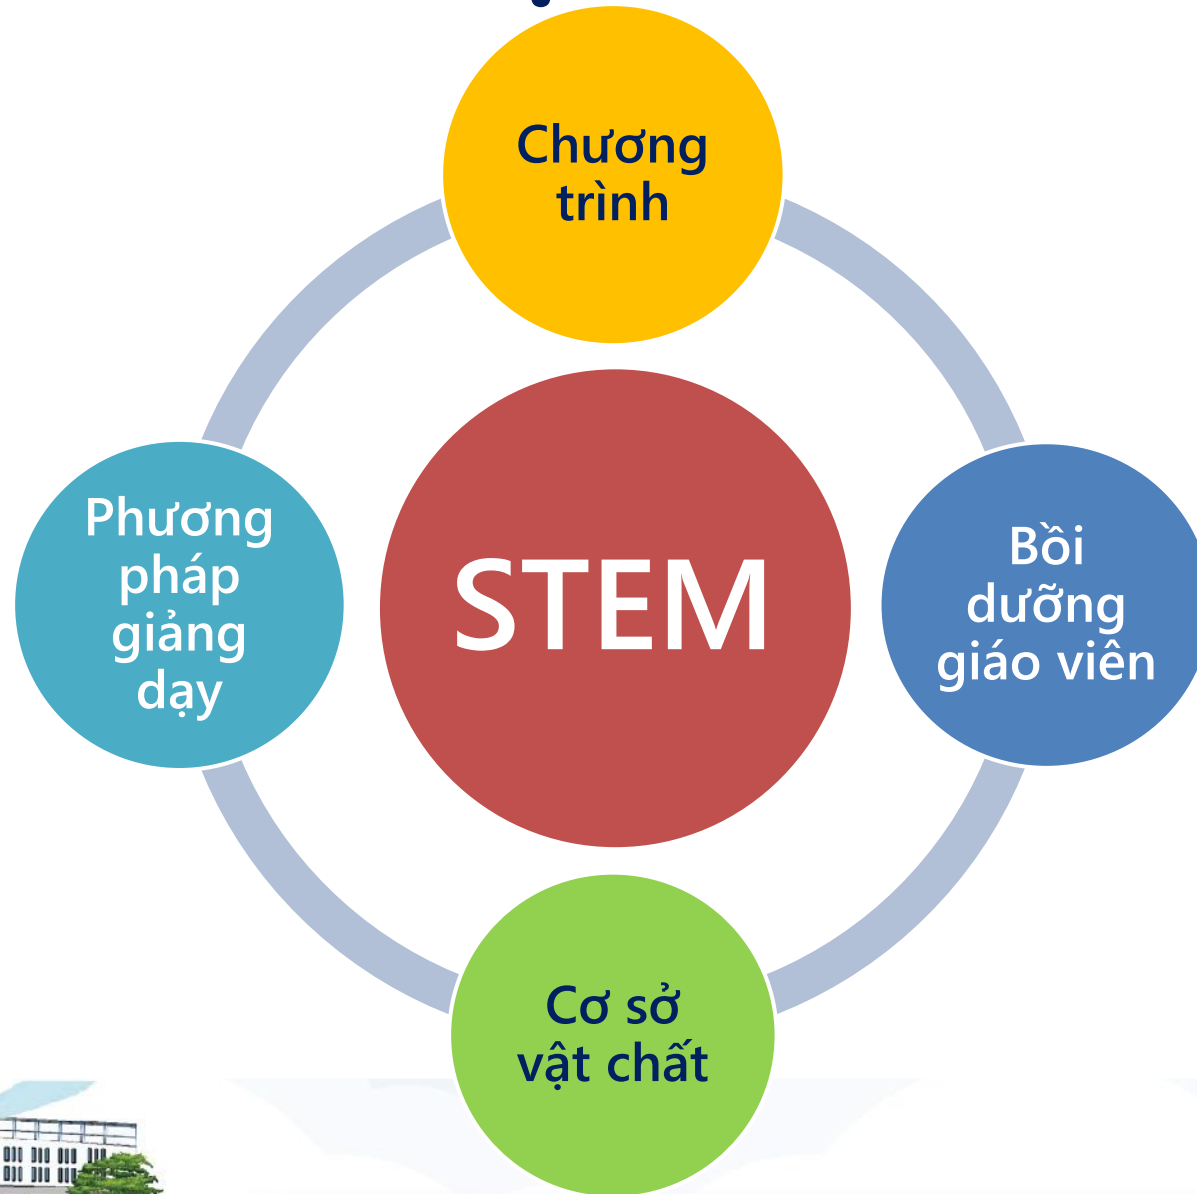 Chương
trình
Phương
pháp
giảng
dạy
STEM
Bồi
dưỡng
giáo viên
Cơ sở
vật chất